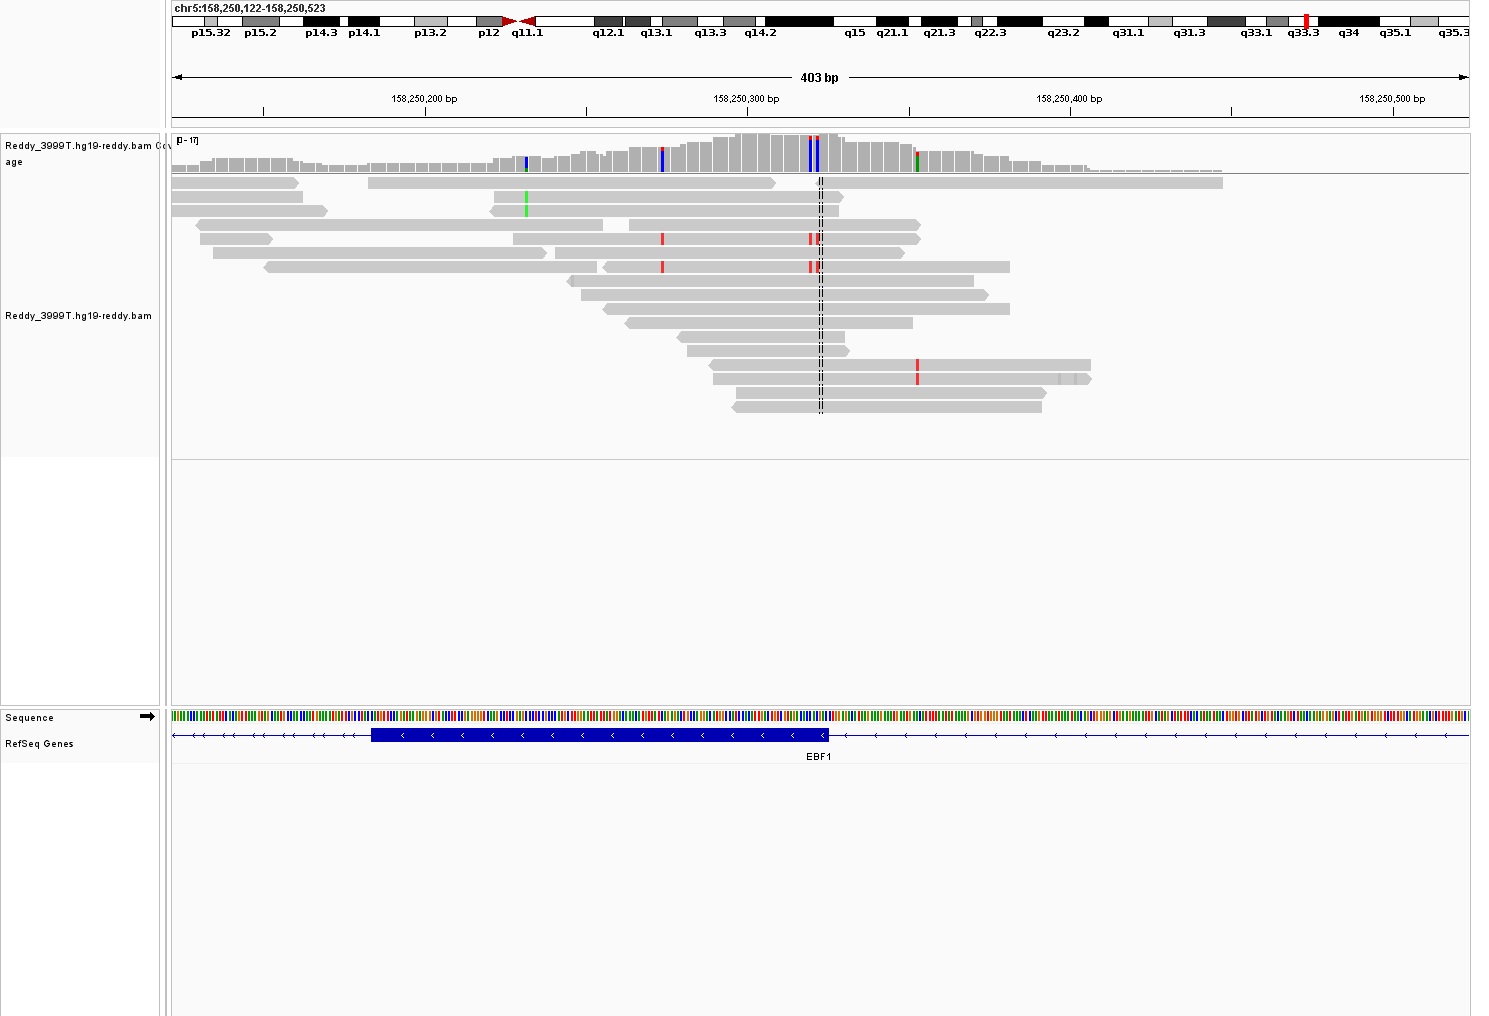 chr5:158,250,122-158,250,523
p15.32 p15.2 p14.3 p14.1 p13.2 p12 q11.1 q12.1 q13.1 q13.3 q14.2 q15 q21.1 q21.3 q22.3 q23.2 q31.1 q31.3 q33.1 q33.3 q34 q35.1 q35.3
403 bp
158,250,200 bp 158,250,300 bp 158,250,400 bp 158,250,500 bp
Reddy_3999T.hg19-reddy.bam Cov
age
[0 - 17]
Reddy_3999T.hg19-reddy.bam
Sequence
RefSeq Genes
EBF1